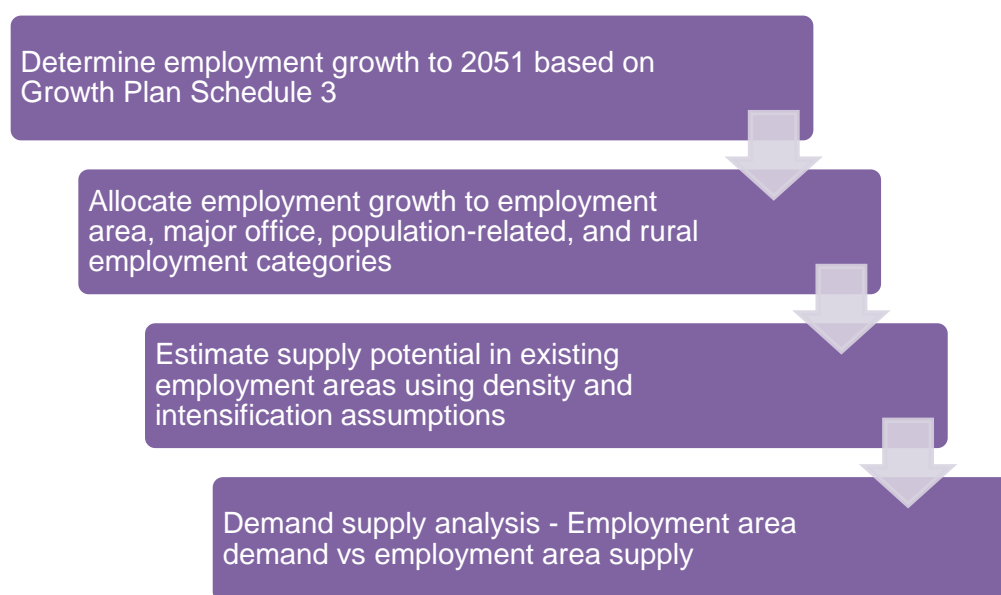 Determine employment growth to 2051 based on
Growth Plan Schedule 3
Allocate employment growth to employment
area, major office, population-related, and rural
employment categories
Estimate supply potential in existing
employment areas using density and
intensification assumptions
Demand supply analysis - Employment area
demand vs employment area supply